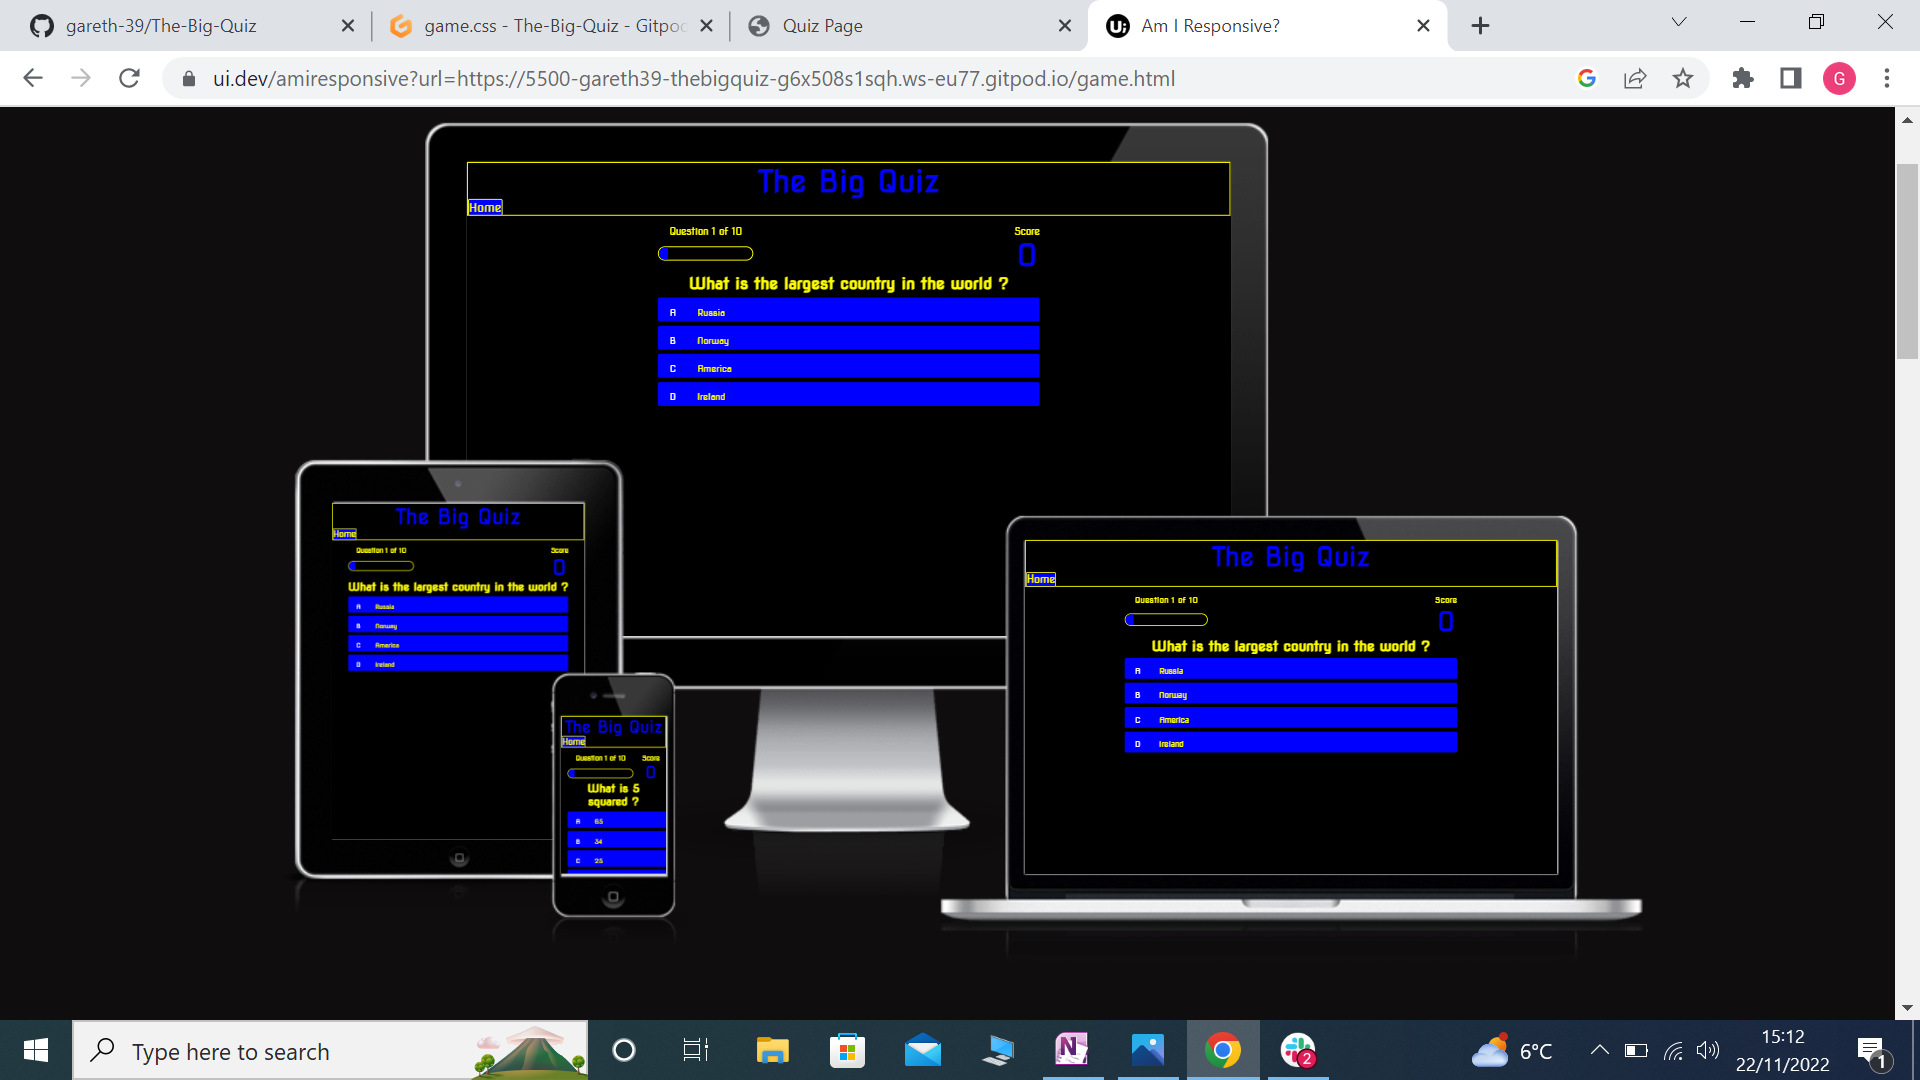 gareth-39/The-Big-Quiz
game.css - The-Big-Quiz - Gitpod
Quiz Page
Am I Responsive?
ui.dev/amiresponsive?url=https://5500-gareth39-thebigquiz-g6x508s1sqh.ws-eu77.gitpod.io/game.html
G
The Big Quiz
Home
Question 1 of 10 Score
0
What is the largest country in the world ?
A Russia
B Norway
C America
D Ireland
The Big Quiz
Home
Question 1 of 10 Score
0
What is the largest country in the world ?
A Russia
B Norway
C America
D Ireland
The Big Quiz
Home
Question 1 of 10 Score
0
What is 5
squared ?
A 65
B 34
C 25
The Big Quiz
Home
Question 1 of 10 Score
0
What is the largest country in the world ?
A Russia
B Norway
C America
D Ireland
Type here to search
N
2
6°C
15:12
22/11/2022
1